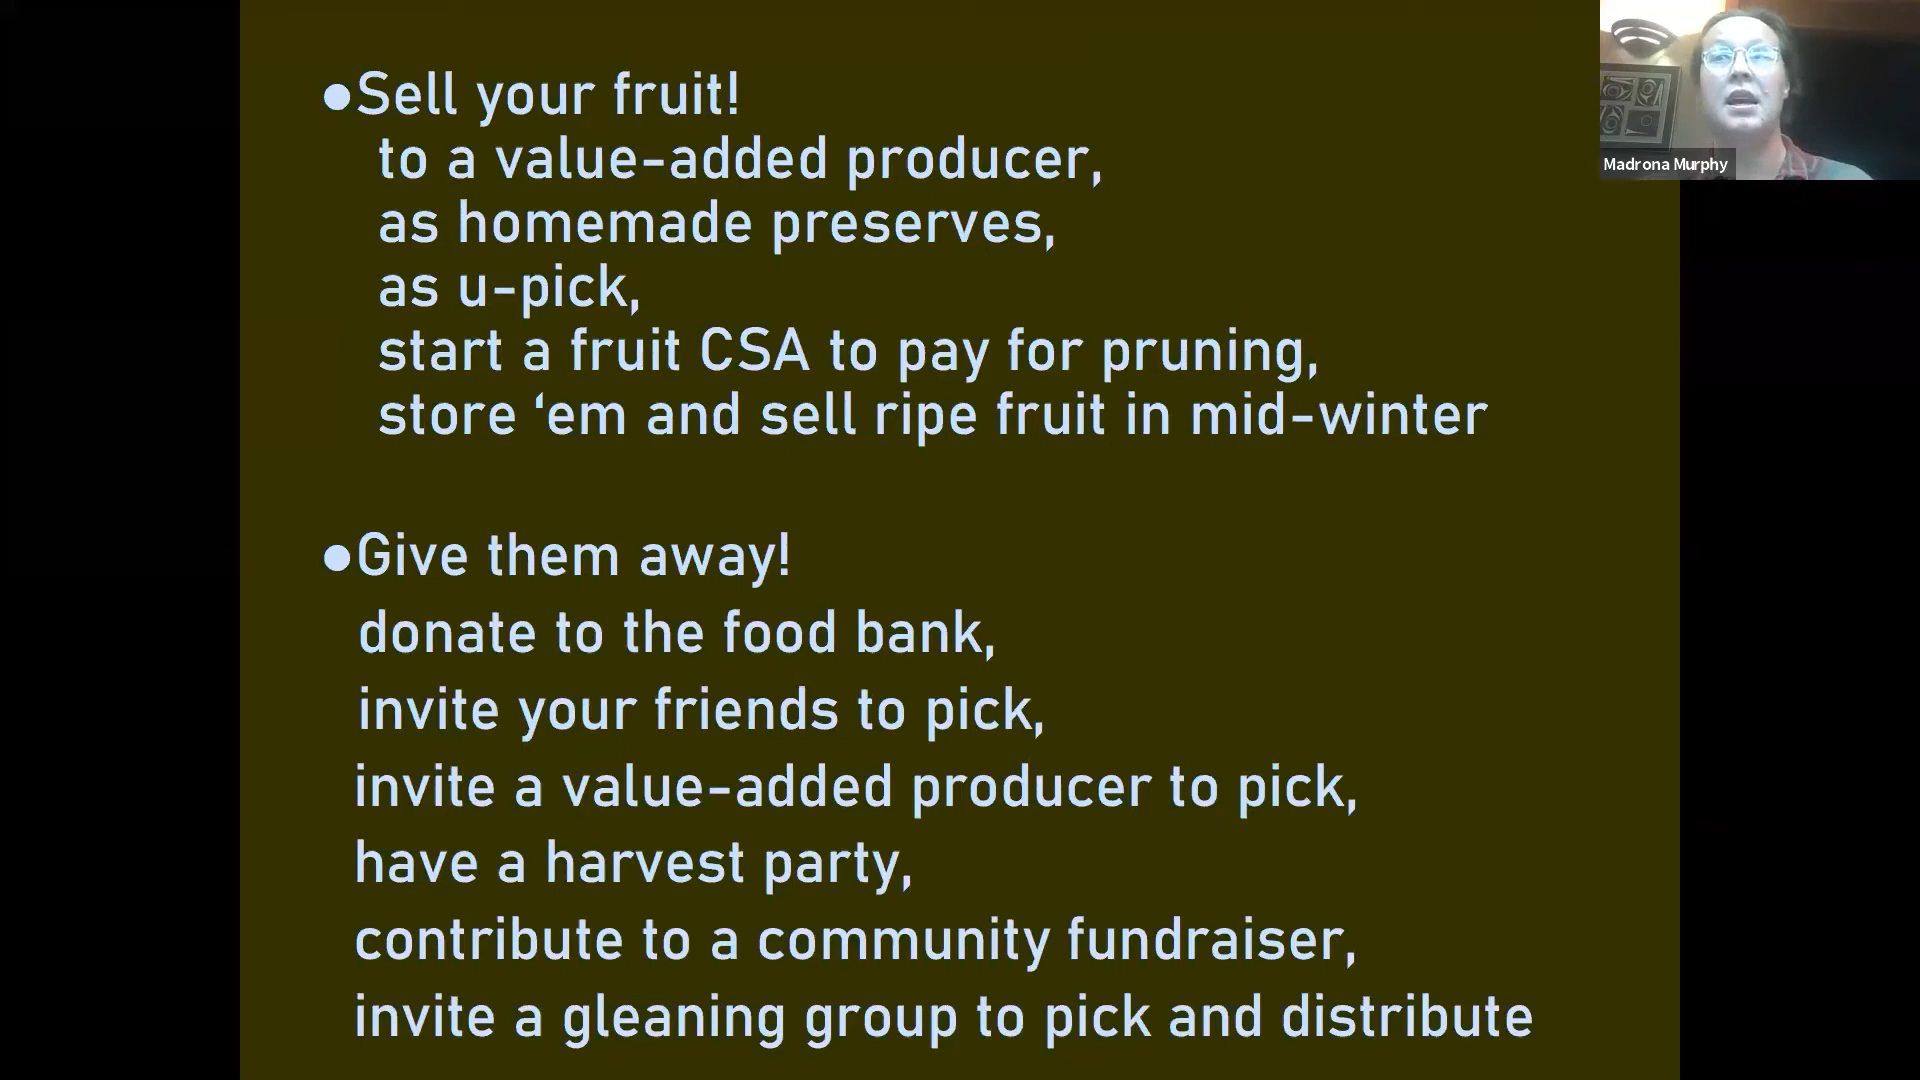 ●Sell your fruit!
to a value-added producer,
as homemade preserves,
as u-pick,
start a fruit CSA to pay for pruning,
store ‘em and sell ripe fruit in mid-winter
●Give them away!
donate to the food bank,
invite your friends to pick,
invite a value-added producer to pick,
have a harvest party,
contribute to a community fundraiser,
invite a gleaning group to pick and distribute
Madrona Murphy